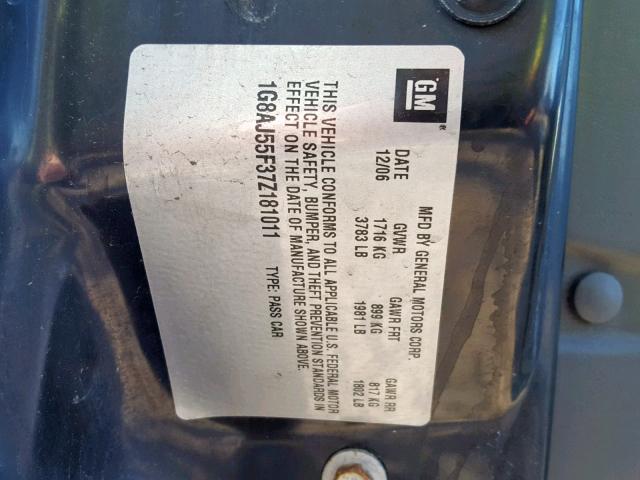 GM
MFD BY GENERAL MOTORS CORP.
DATE GVWR GAWR FRT GAWR RR
12/06 1716 KG 899 KG 817 KG
3783 LB 1981 LB 1802 LB
THIS VEHICLE CONFORMS TO ALL APPLICABLE U.S. FEDERAL MOTOR
VEHICLE SAFETY, BUMPER, AND THEFT PREVENTION STANDARDS IN
EFFECT ON THE DATE OF MANUFACTURE SHOWN ABOVE.
1G8AJ55F37Z181011 TYPE: PASS CAR